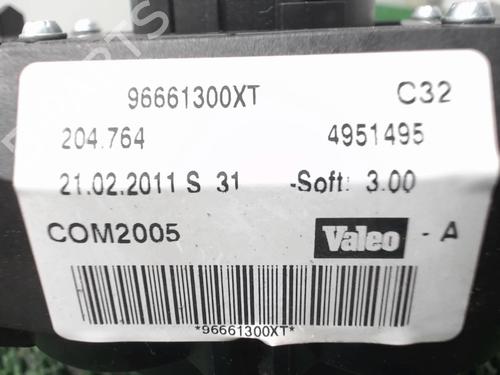 96661300XT C32
204.764 4951495
21.02.2011 S 31 -Soft: 3.00
COM2005 Valeo - A
*96661300XT*